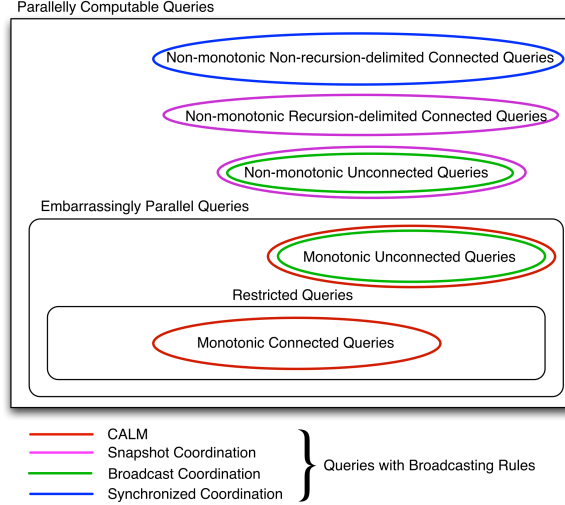 Parallelly Computable Queries
Non-monotonic Non-recursion-delimited Connected Queries
Non-monotonic Recursion-delimited Connected Queries
Non-monotonic Unconnected Queries
Embarrassingly Parallel Queries
Monotonic Unconnected Queries
Restricted Queries
Monotonic Connected Queries
CALM
Snapshot Coordination
Broadcast Coordination
Synchronized Coordination
Queries with Broadcasting Rules